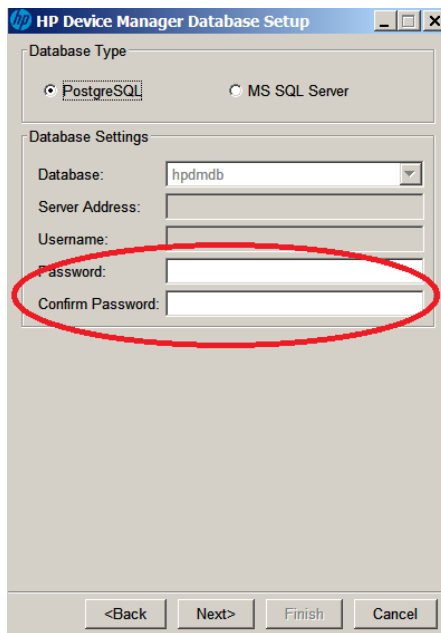 hp HP Device Manager Database Setup
Database Type
PostgreSQL MS SQL Server
Database Settings
Database: hpdmdb
Server Address:
Username:
Password:
Confirm Password:
<Back Next> Finish Cancel